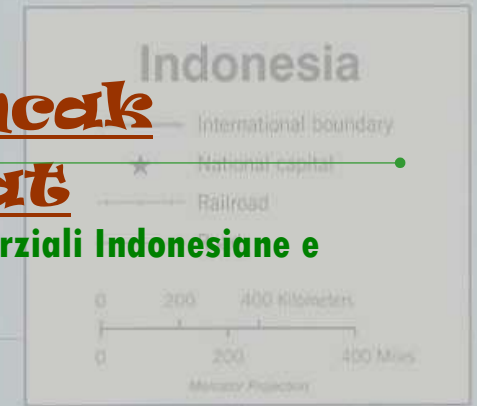 Indonesia
ncak
International boundary
National capital
at
Railroad
rziali Indonesiane e
0 200 400 Kilometers
0 200 400 Miles
Mercator Projection